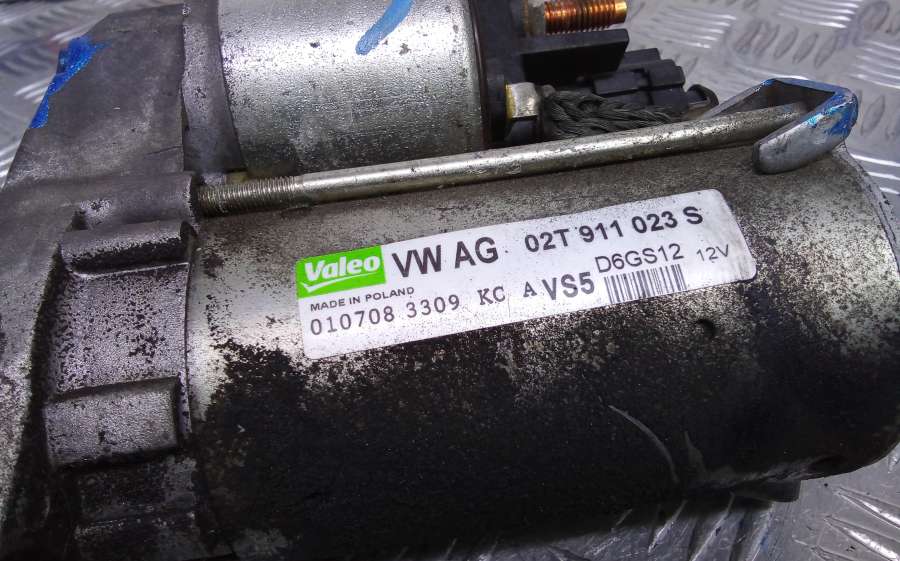 Valeo VW AG 02T 911 023 S
MADE IN POLAND D6GS12 12V
010708 3309 KC A VS5